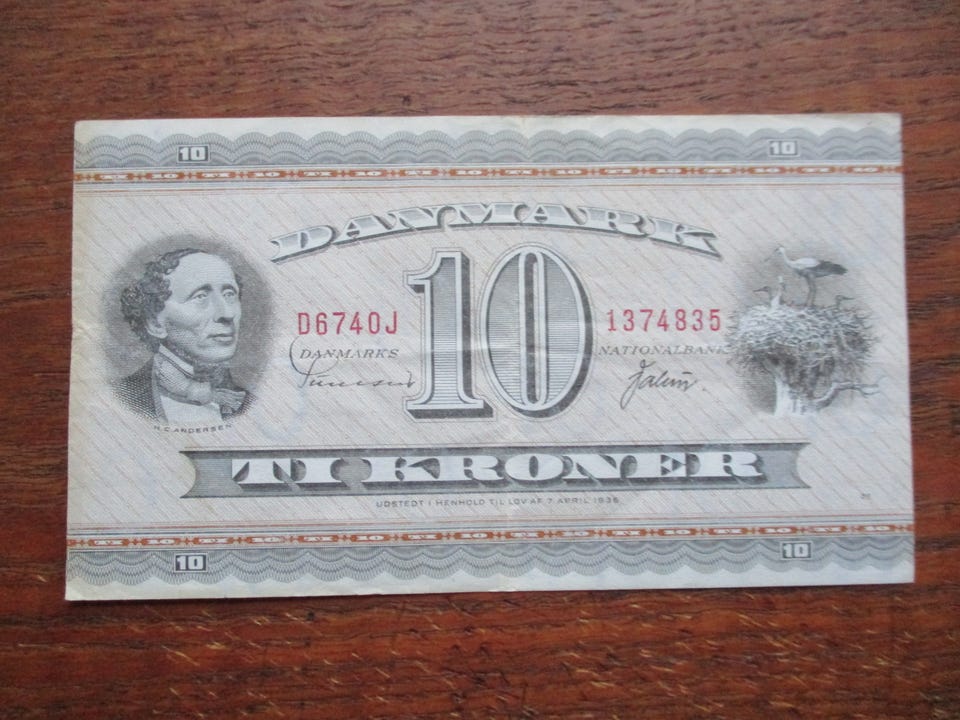 10 10
DANMARK
10
D6740J 1374835
DANMARKS NATIONALBANK
H.C. ANDERSEN
TI KRONER
UDSTEDT I HENHOLD TIL LOV AF 7 APRIL 1936
10 10